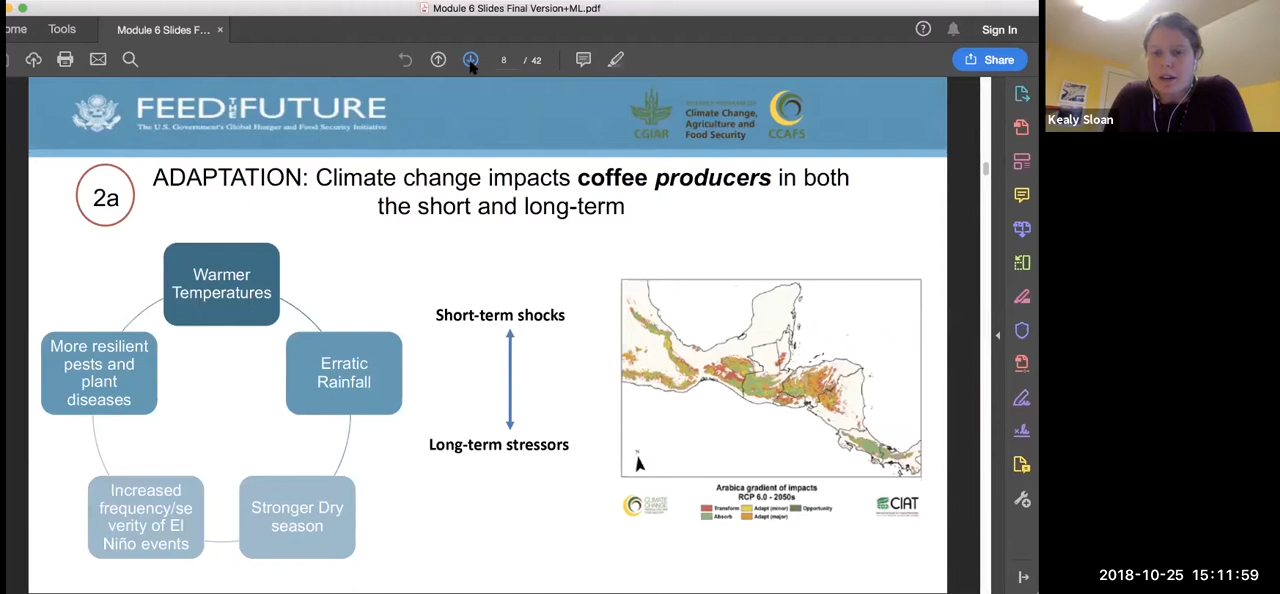 Module 6 Slides Final Version+ML.pdf
ome
Tools
Module 6 Slides F...
Sign In
8 / 42
Share
FEED THE FUTURE
The U.S. Government's Global Hunger and Food Security Initiative
CGIAR
Climate Change,
Agriculture and
Food Security
CCAFS
Kealy Sloan
2a
ADAPTATION: Climate change impacts coffee producers in both
the short and long-term
Warmer
Temperatures
More resilient
pests and
plant
diseases
Erratic
Rainfall
Increased
frequency/se
verity of El
Niño events
Stronger Dry
season
Short-term shocks
Long-term stressors
N
Arabica gradient of impacts
RCP 6.0 - 2050s
Transform
Adapt (minor)
Opportunity
Absorb
Adapt (major)
CIAT
2018-10-25 15:11:59